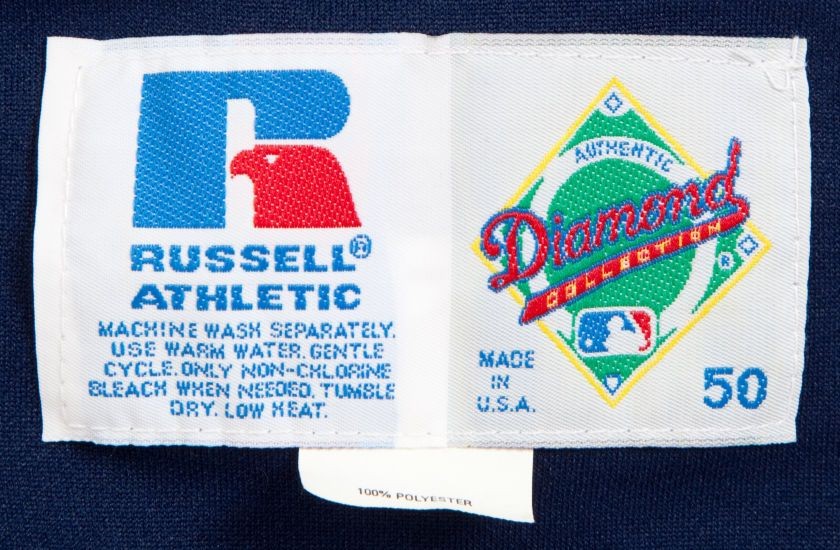 R
RUSSELL®
ATHLETIC
MACHINE WASH SEPARATELY.
USE WARM WATER. GENTLE
CYCLE. ONLY NON-CHLORINE
BLEACH WHEN NEEDED. TUMBLE
DRY. LOW HEAT.
AUTHENTIC
Diamond
COLLECTION
®
MADE
IN
U.S.A.
50
100% POLYESTER